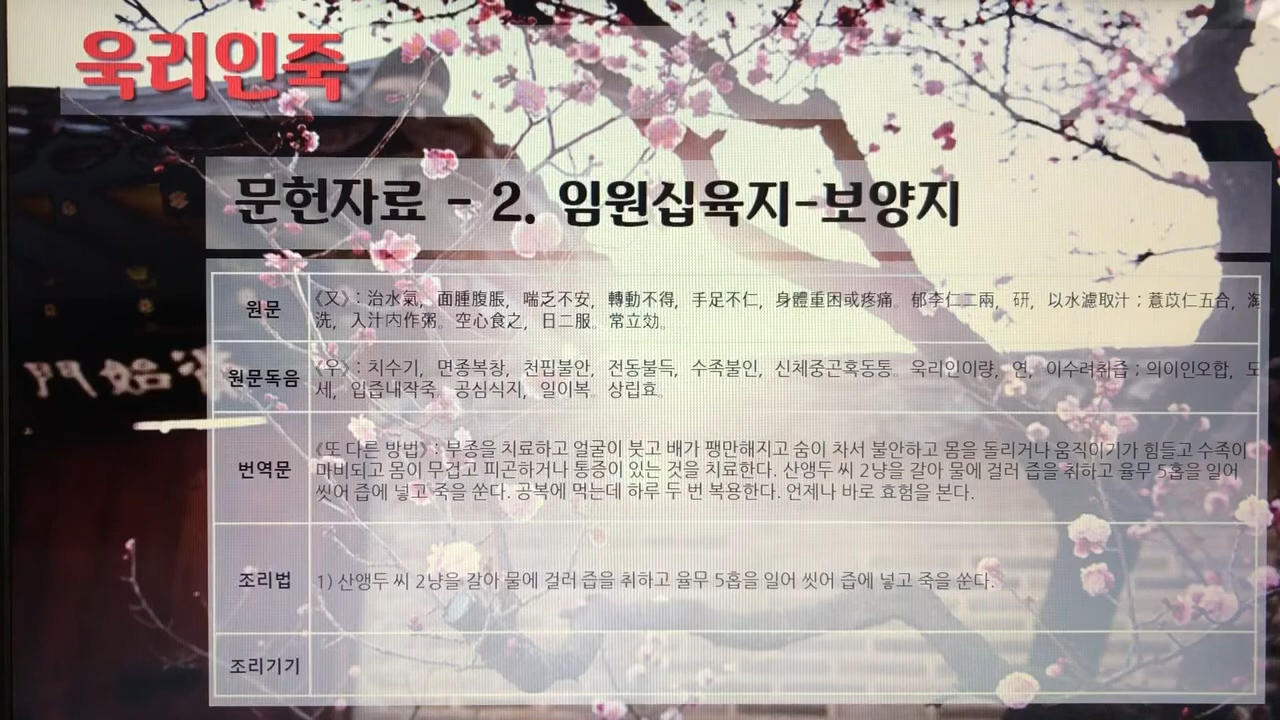 욱리인죽
문헌자료 - 2. 임원십육지-보양지
원문
《又》: 治水氣, 面腫腹脹, 喘乏不安, 轉動不得, 手足不仁, 身體重困或疼痛. 郁李仁二兩, 研, 以水濾取汁; 薏苡仁五合, 淘
洗, 入汁內作粥. 空心食之, 日二服. 常立効.
원문독음
《우》: 치수기, 면종복창, 천핍불안, 전동불득, 수족불인, 신체중곤혹동통. 욱리인이량, 연, 이수려취즙; 의이인오합, 도
세, 입즙내작죽. 공심식지, 일이복. 상립효.
번역문
《또 다른 방법》: 부종을 치료하고 얼굴이 붓고 배가 팽만해지고 숨이 차서 불안하고 몸을 돌리거나 움직이기가 힘들고 수족이
마비되고 몸이 무겁고 피곤하거나 통증이 있는 것을 치료한다. 산앵두 씨 2냥을 갈아 물에 걸러 즙을 취하고 율무 5홉을 일어
씻어 즙에 넣고 죽을 쑨다. 공복에 먹는데 하루 두 번 복용한다. 언제나 바로 효험을 본다.
조리법
1) 산앵두 씨 2냥을 갈아 물에 걸러 즙을 취하고 율무 5홉을 일어 씻어 즙에 넣고 죽을 쑨다.
조리기기
門始